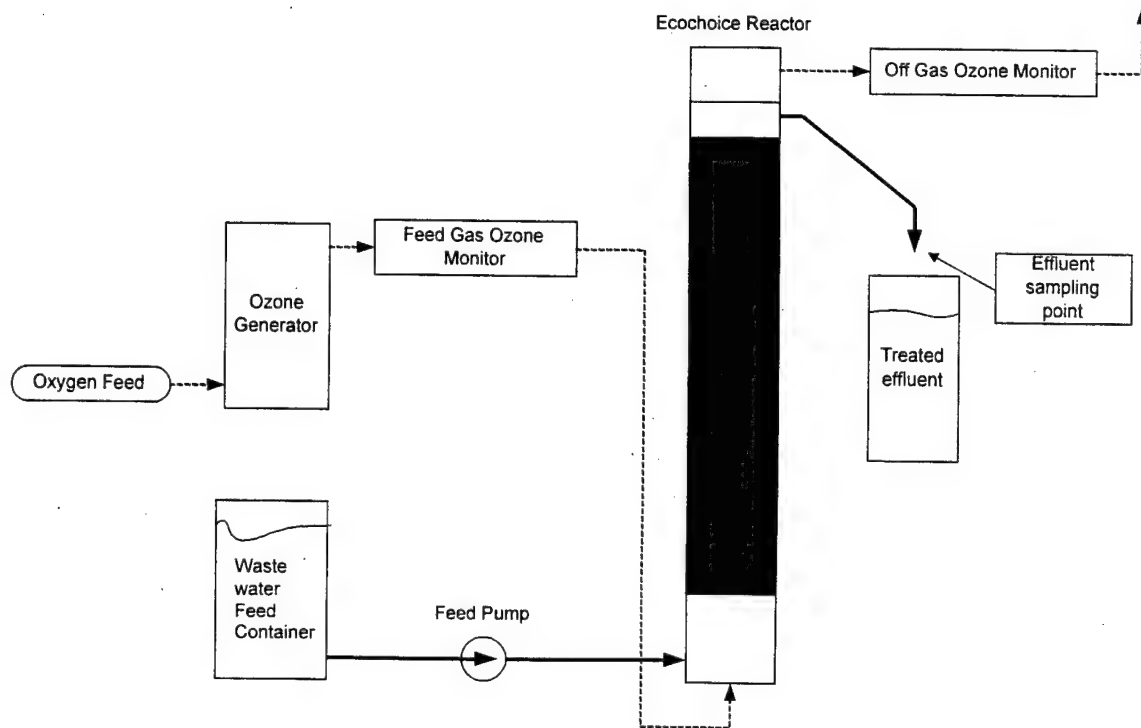 Ecochoice Reactor
Off Gas Ozone Monitor
Feed Gas Ozone
Monitor
Ozone
Generator
Effluent
sampling
point
Oxygen Feed
Treated
effluent
Waste
water
Feed
Container
Feed Pump